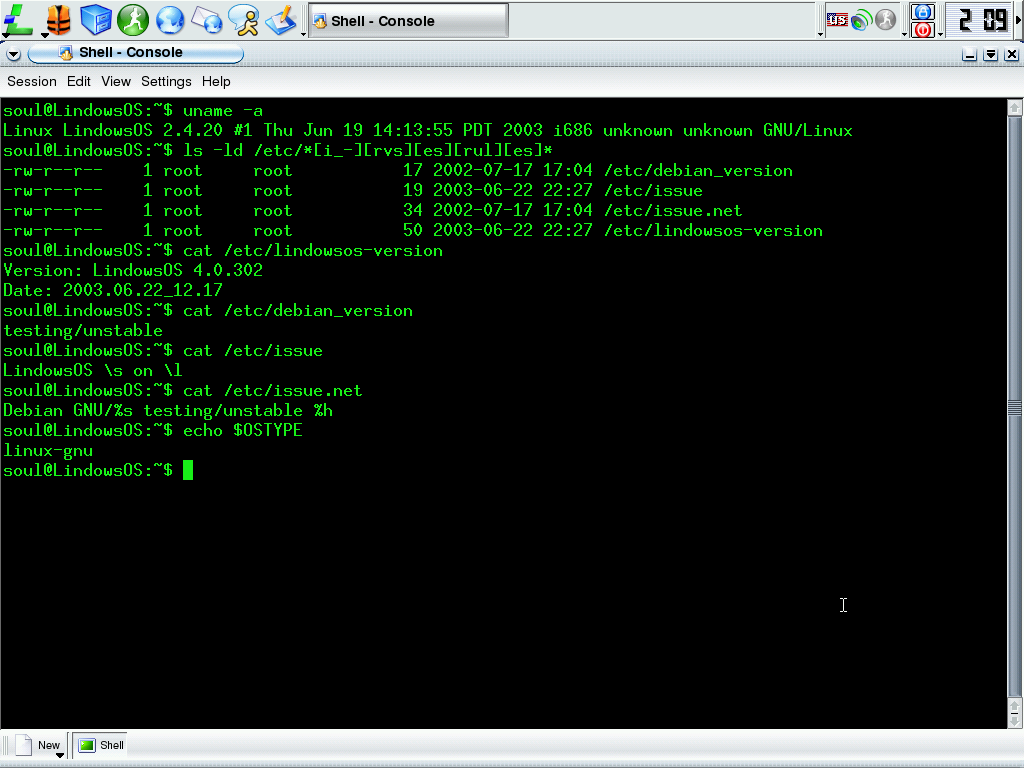 Shell - Console
us
2 09
Shell - Console
Session Edit View Settings Help
soul@LindowsOS:~$ uname -a
Linux LindowsOS 2.4.20 #1 Thu Jun 19 14:13:55 PDT 2003 i686 unknown unknown GNU/Linux
soul@LindowsOS:~$ ls -ld /etc/*[i_-][rvs][es][rul][es]*
-rw-r--r--    1 root     root           17 2002-07-17 17:04 /etc/debian_version
-rw-r--r--    1 root     root           19 2003-06-22 22:27 /etc/issue
-rw-r--r--    1 root     root           34 2002-07-17 17:04 /etc/issue.net
-rw-r--r--    1 root     root           50 2003-06-22 22:27 /etc/lindowsos-version
soul@LindowsOS:~$ cat /etc/lindowsos-version
Version: LindowsOS 4.0.302
Date: 2003.06.22_12.17
soul@LindowsOS:~$ cat /etc/debian_version
testing/unstable
soul@LindowsOS:~$ cat /etc/issue
LindowsOS \s on \l
soul@LindowsOS:~$ cat /etc/issue.net
Debian GNU/%s testing/unstable %h
soul@LindowsOS:~$ echo $OSTYPE
linux-gnu
soul@LindowsOS:~$
New Shell